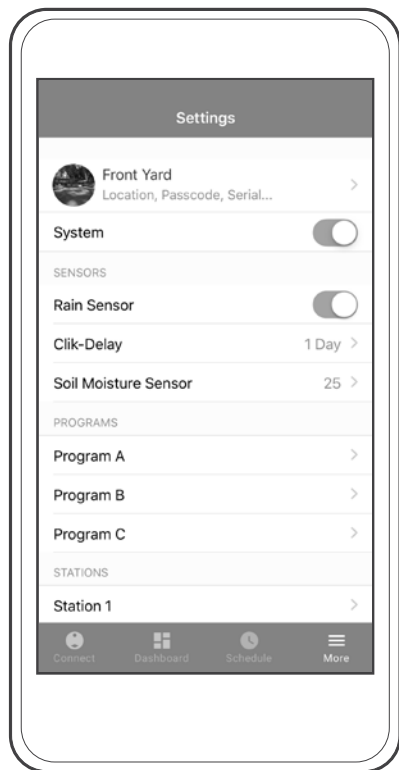 Settings
Front Yard
Location, Passcode, Serial...
System
SENSORS
Rain Sensor
Clik-Delay 1 Day
Soil Moisture Sensor 25
PROGRAMS
Program A
Program B
Program C
STATIONS
Station 1
Connect Dashboard Schedule More